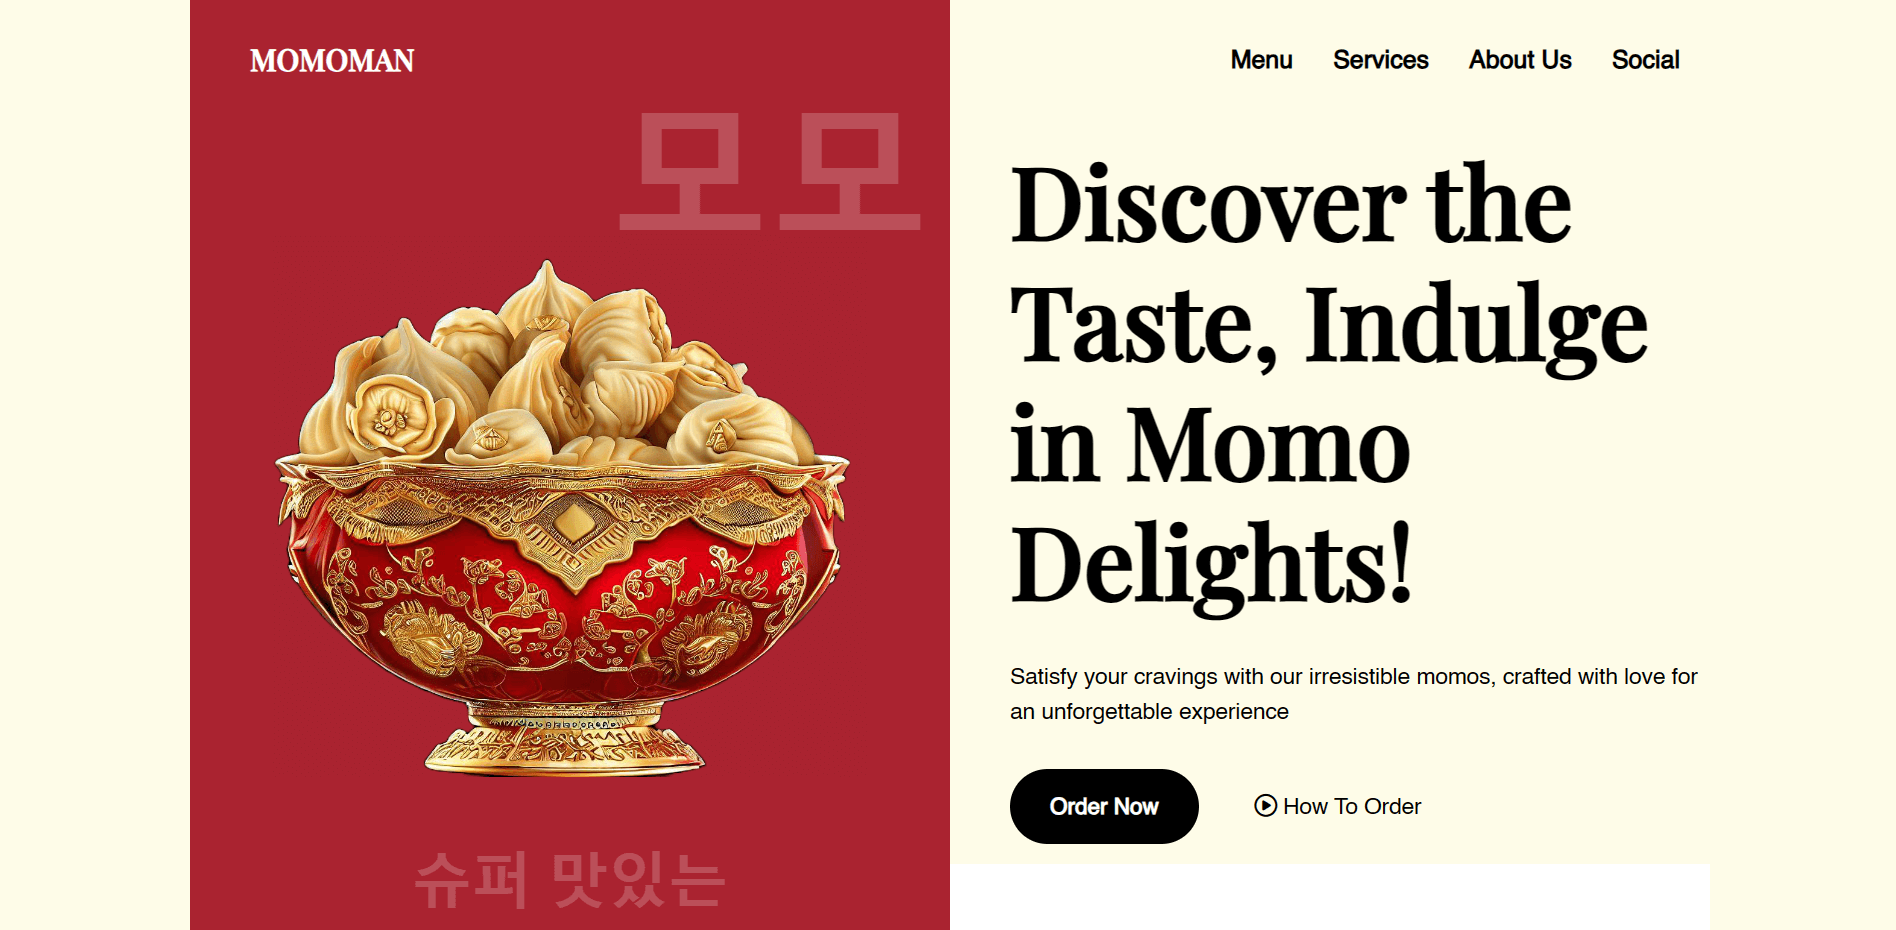 MOMOMAN
Menu Services About Us Social
모모
Discover the
Taste, Indulge
in Momo
Delights!
Satisfy your cravings with our irresistible momos, crafted with love for
an unforgettable experience
Order Now
How To Order
슈퍼 맛있는